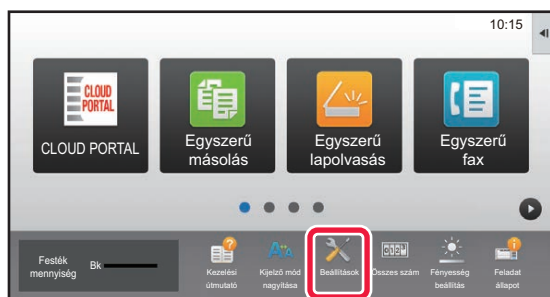 10:15
CLOUD
PORTAL
CLOUD PORTAL
Egyszerű
másolás
Egyszerű
lapolvasás
Egyszerű
fax
Festék
mennyiség
Bk
Kezelési
útmutató
Kijelző mód
nagyítása
Beállítások
Összes szám
Fényesség
beállítás
Feladat
állapot